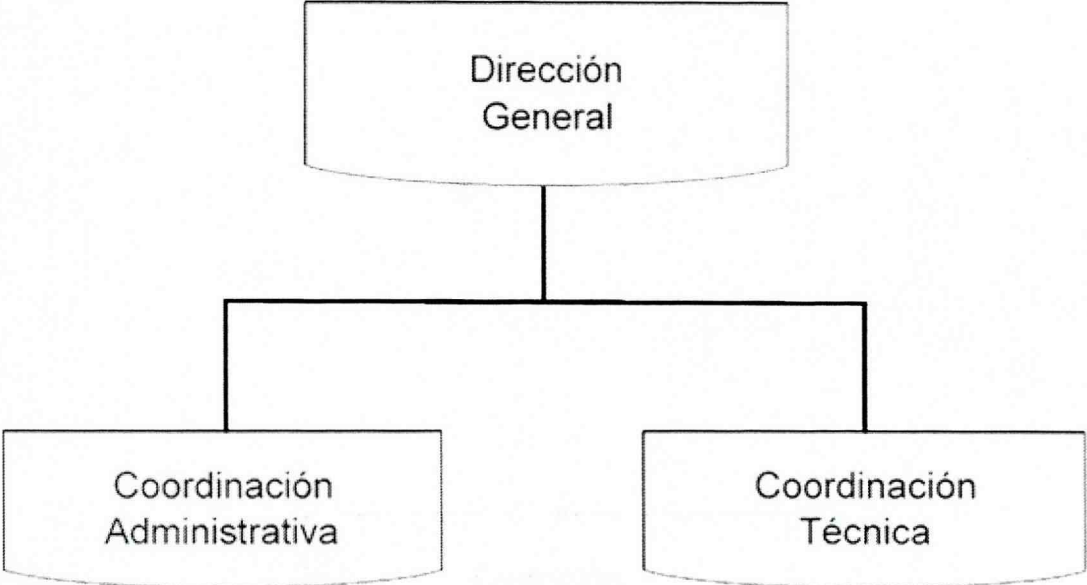 Dirección
General
Coordinación
Administrativa
Coordinación
Técnica